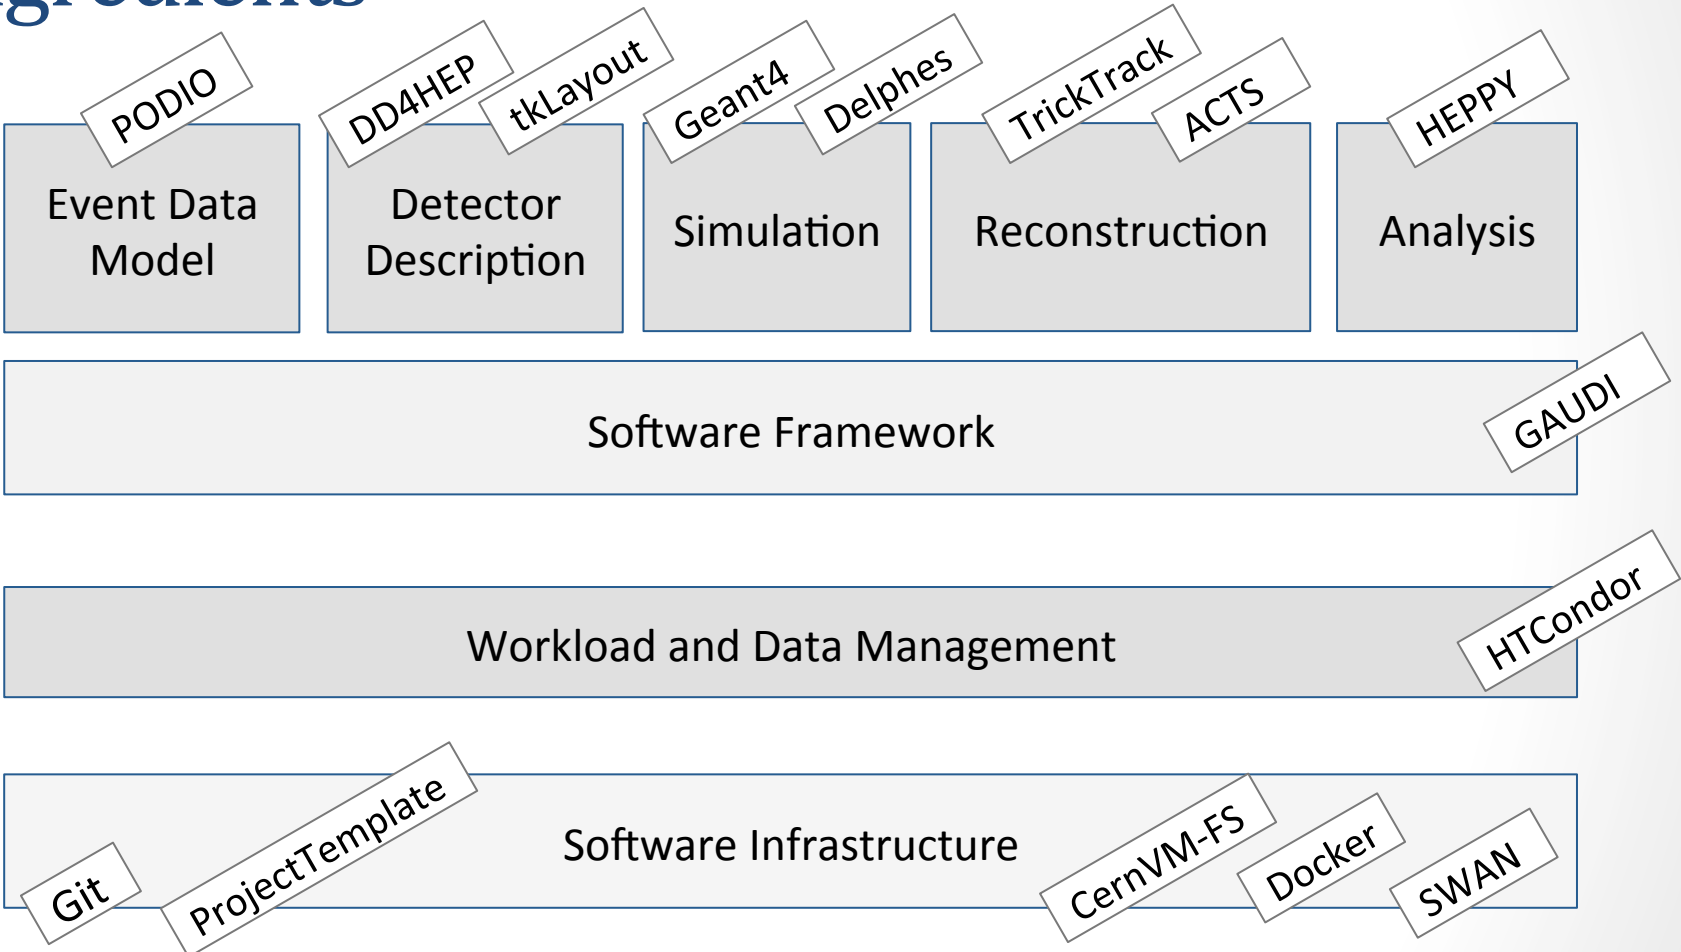 PODIO
DD4HEP
tkLayout
Geant4
Delphes
TrickTrack
ACTS
HEPPY
Event Data
Model
Detector
Description
Simulation
Reconstruction
Analysis
Software Framework
GAUDI
Workload and Data Management
HTCondor
Software Infrastructure
Git
ProjectTemplate
CernVM-FS
Docker
SWAN